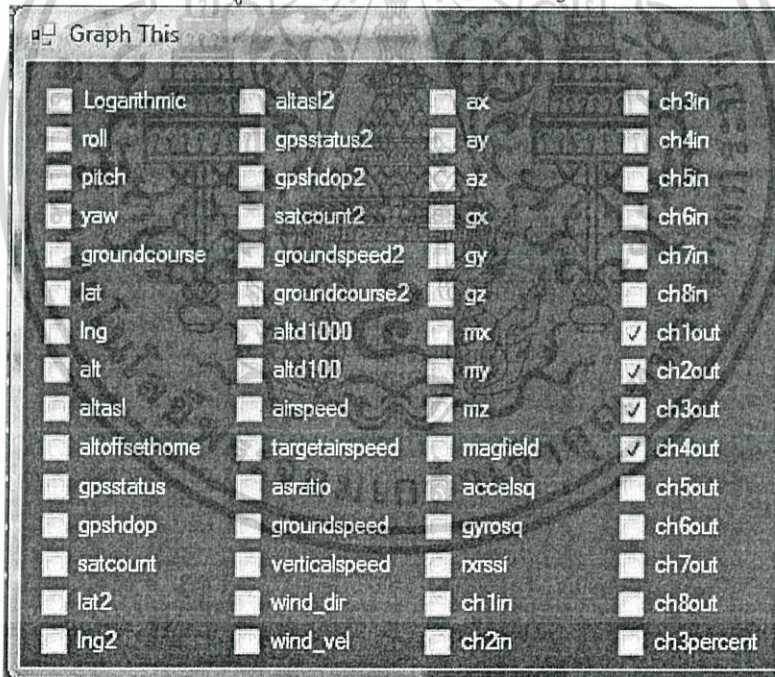 Graph This
Logarithmic
roll
pitch
yaw
groundcourse
lat
lng
alt
altasl
altoffsethome
gpsstatus
gpshdop
satcount
lat2
lng2
altasl2
gpsstatus2
gpshdop2
satcount2
groundspeed2
groundcourse2
altd1000
altd100
airspeed
targetairspeed
asratio
groundspeed
verticalspeed
wind_dir
wind_vel
ax
ay
az
gx
gy
gz
mx
my
mz
magfield
accelsq
gyrosq
rxrssi
ch1in
ch2in
ch3in
ch4in
ch5in
ch6in
ch7in
ch8in
ch1out
ch2out
ch3out
ch4out
ch5out
ch6out
ch7out
ch8out
ch3percent